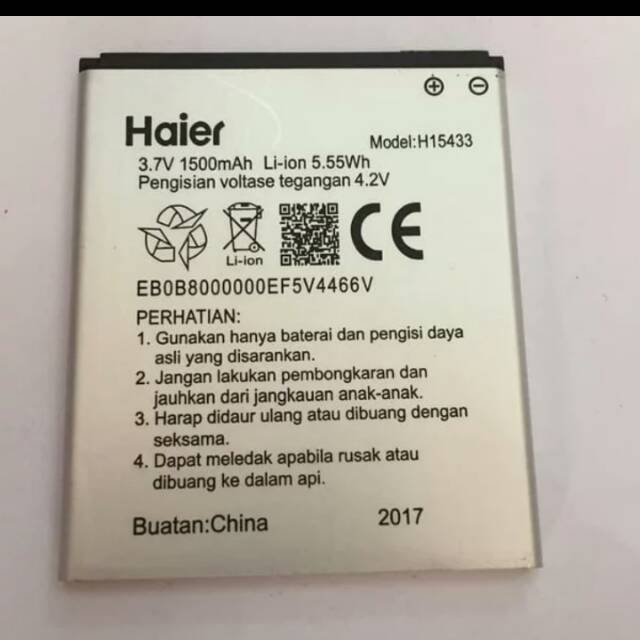 Haier
Model:H15433
3.7V 1500mAh Li-ion 5.55Wh
Pengisian voltase tegangan 4.2V
Li-ion
CE
EB0B8000000EF5V4466V
PERHATIAN:
1. Gunakan hanya baterai dan pengisi daya
asli yang disarankan.
2. Jangan lakukan pembongkaran dan
jauhkan dari jangkauan anak-anak.
3. Harap didaur ulang atau dibuang dengan
seksama.
4. Dapat meledak apabila rusak atau
dibuang ke dalam api.
Buatan:China
2017